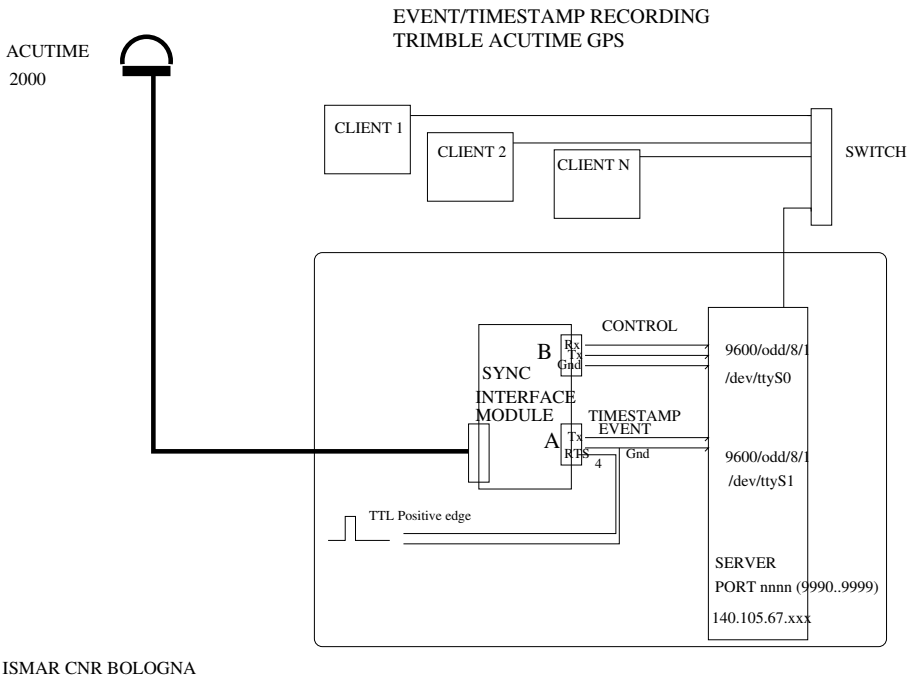 EVENT/TIMESTAMP RECORDING
TRIMBLE ACUTIME GPS
ACUTIME
2000
CLIENT 1
CLIENT 2
CLIENT N
SWITCH
CONTROL
B
Rx
Tx
Gnd
9600/odd/8/1
/dev/ttyS0
SYNC
INTERFACE
MODULE
TIMESTAMP
EVENT
A
Tx
RTS
4
Gnd
9600/odd/8/1
/dev/ttyS1
TTL Positive edge
SERVER
PORT nnnn (9990..9999)
140.105.67.xxx
ISMAR CNR BOLOGNA